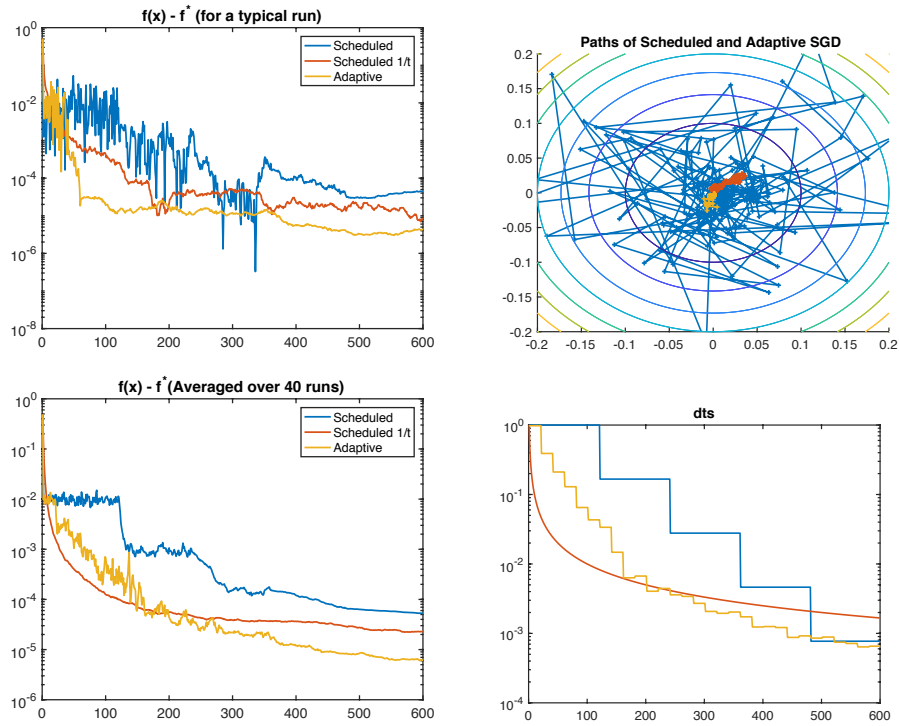 f(x) - f* (for a typical run)
10^0
10^-2
10^-4
10^-6
10^-8
0 100 200 300 400 500 600
Scheduled
Scheduled 1/t
Adaptive
Paths of Scheduled and Adaptive SGD
0.2
0.15
0.1
0.05
0
-0.05
-0.1
-0.15
-0.2
-0.2 -0.15 -0.1 -0.05 0 0.05 0.1 0.15 0.2
f(x) - f*(Averaged over 40 runs)
10^0
10^-1
10^-2
10^-3
10^-4
10^-5
10^-6
0 100 200 300 400 500 600
Scheduled
Scheduled 1/t
Adaptive
dts
10^0
10^-1
10^-2
10^-3
10^-4
0 100 200 300 400 500 600